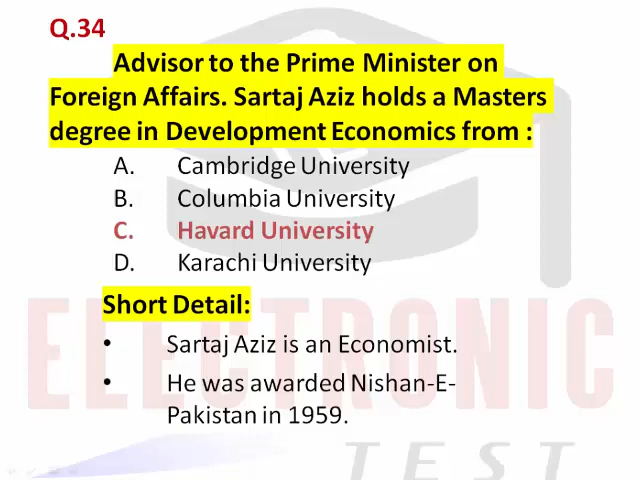 Q.34
Advisor to the Prime Minister on
Foreign Affairs. Sartaj Aziz holds a Masters
degree in Development Economics from :
A. Cambridge University
B. Columbia University
C. Havard University
D. Karachi University
Short Detail:
• Sartaj Aziz is an Economist.
• He was awarded Nishan-E-
Pakistan in 1959.
ELECTRONIC
TEST